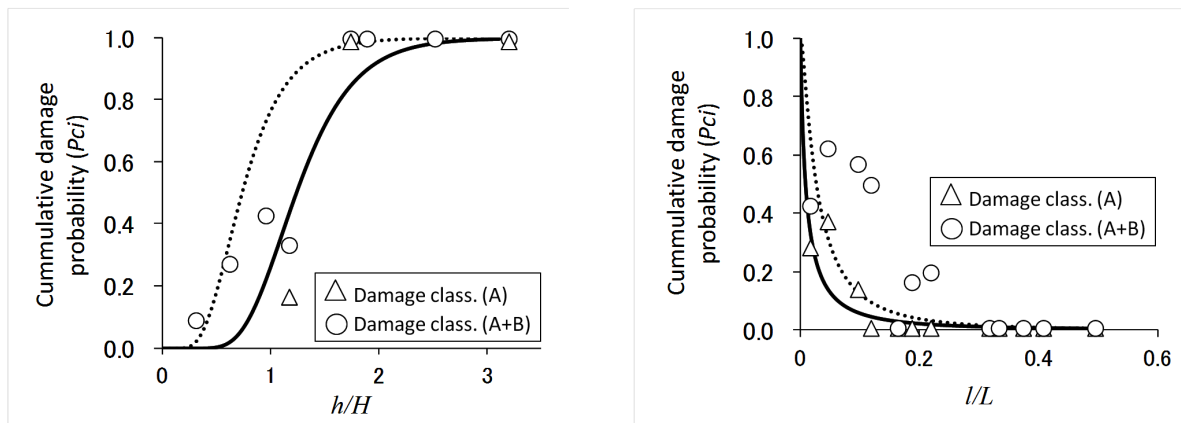 Cummulative damage
probability (Pci)
1.0
0.8
0.6
0.4
0.2
0.0
0
1
2
3
h/H
Damage class. (A)
Damage class. (A+B)
Cummulative damage
probability (Pci)
1.0
0.8
0.6
0.4
0.2
0.0
0
0.2
0.4
0.6
l/L
Damage class. (A)
Damage class. (A+B)